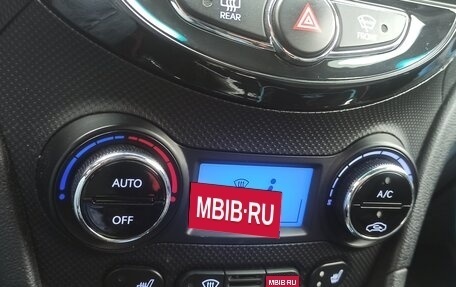 REAR
FRONT
AUTO
OFF
A/C
MBIB·RU
MBIB.RU